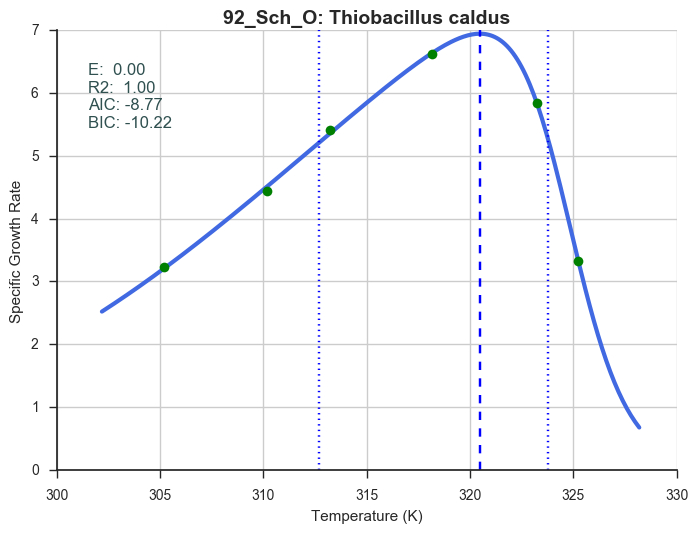 92_Sch_O: Thiobacillus caldus
E:  0.00
R2:  1.00
AIC: -8.77
BIC: -10.22
Specific Growth Rate
7
6
5
4
3
2
1
0
300 305 310 315 320 325 330
Temperature (K)